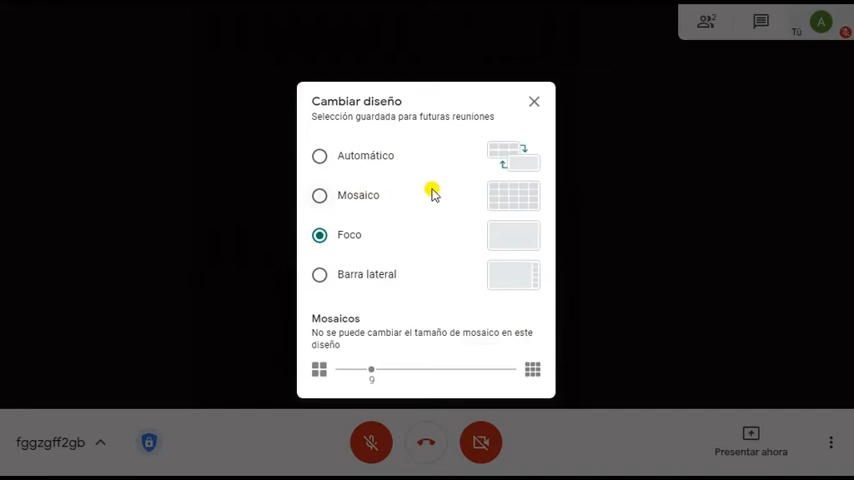 2
Tú
A
Cambiar diseño
Selección guardada para futuras reuniones
Automático
Mosaico
Foco
Barra lateral
Mosaicos
No se puede cambiar el tamaño de mosaico en este
diseño
9
fggzgff2gb
Presentar ahora